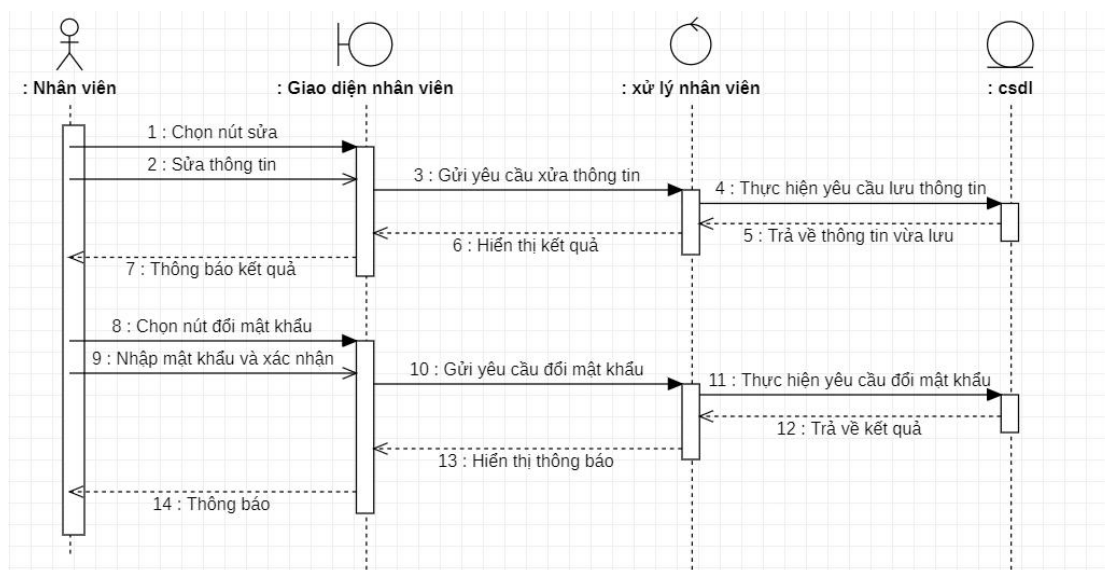 : Nhân viên
: Giao diện nhân viên
: xử lý nhân viên
: csdl
1 : Chọn nút sửa
2 : Sửa thông tin
3 : Gửi yêu cầu xửa thông tin
4 : Thực hiện yêu cầu lưu thông tin
5 : Trả về thông tin vừa lưu
6 : Hiển thị kết quả
7 : Thông báo kết quả
8 : Chọn nút đổi mật khẩu
9 : Nhập mật khẩu và xác nhận
10 : Gửi yêu cầu đổi mật khẩu
11 : Thực hiện yêu cầu đổi mật khẩu
12 : Trả về kết quả
13 : Hiển thị thông báo
14 : Thông báo